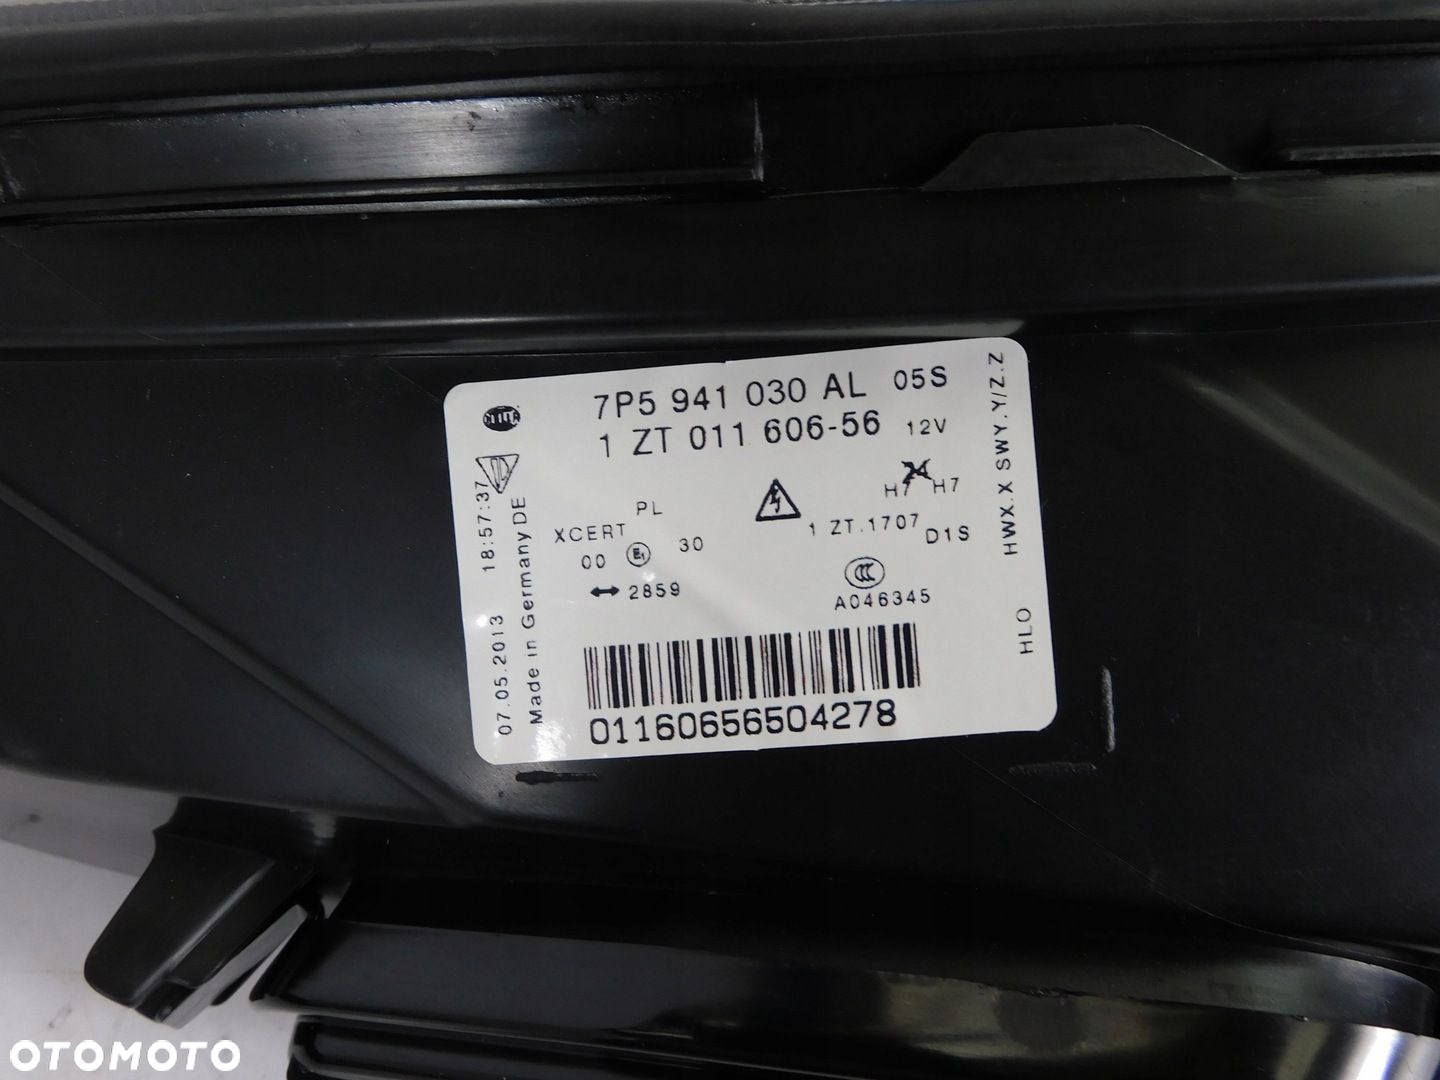 7P5 941 030 AL 05S
1 ZT 011 606-56 12V
H7 H7
PL
XCERT
1 ZT.1707 D1S
00 E1 30
2859
CCC
A046345
01160656504278
07.05.2013 18:57:37
Made in Germany DE
HLO HWX.X SWY.Y/Z.Z
OTOMOTO